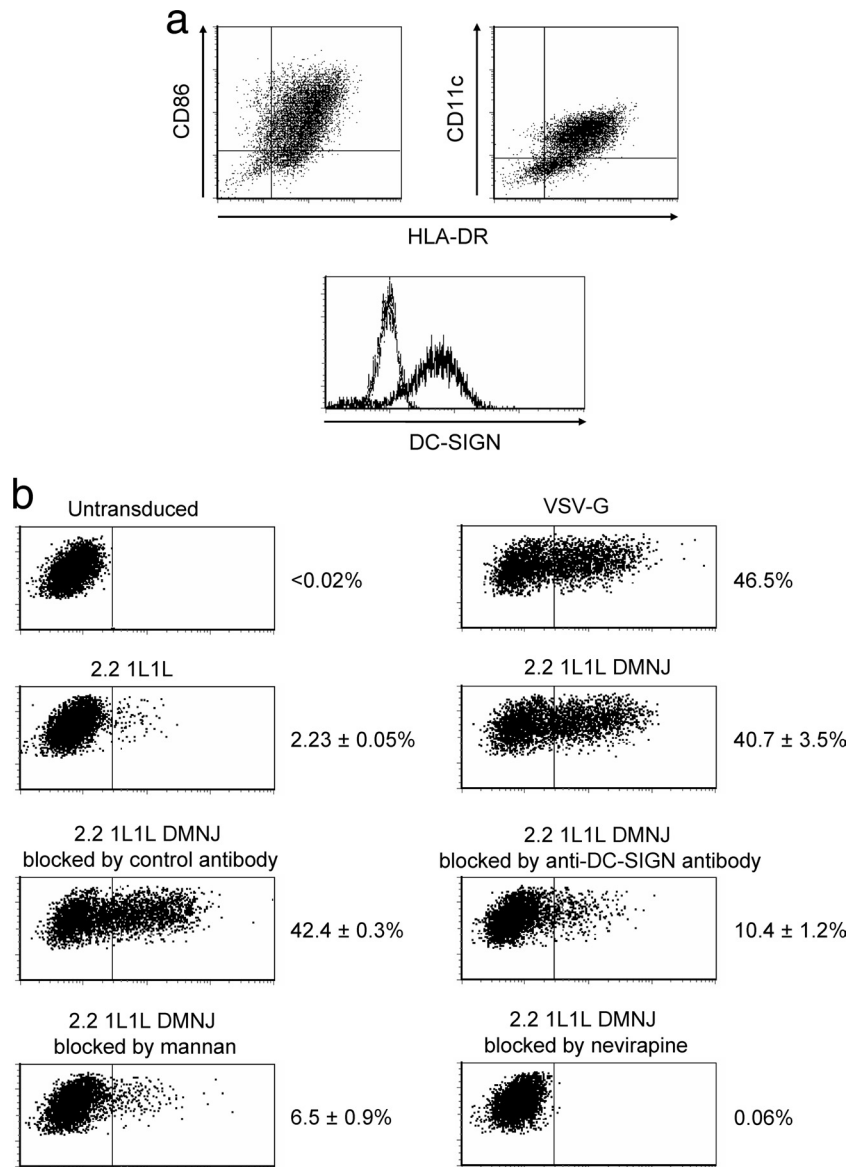 a
CD86
CD11c
HLA-DR
DC-SIGN
b
Untransduced
<0.02%
VSV-G
46.5%
2.2 1L1L
2.23 ± 0.05%
2.2 1L1L DMNJ
40.7 ± 3.5%
2.2 1L1L DMNJ
blocked by control antibody
42.4 ± 0.3%
2.2 1L1L DMNJ
blocked by anti-DC-SIGN antibody
10.4 ± 1.2%
2.2 1L1L DMNJ
blocked by mannan
6.5 ± 0.9%
2.2 1L1L DMNJ
blocked by nevirapine
0.06%